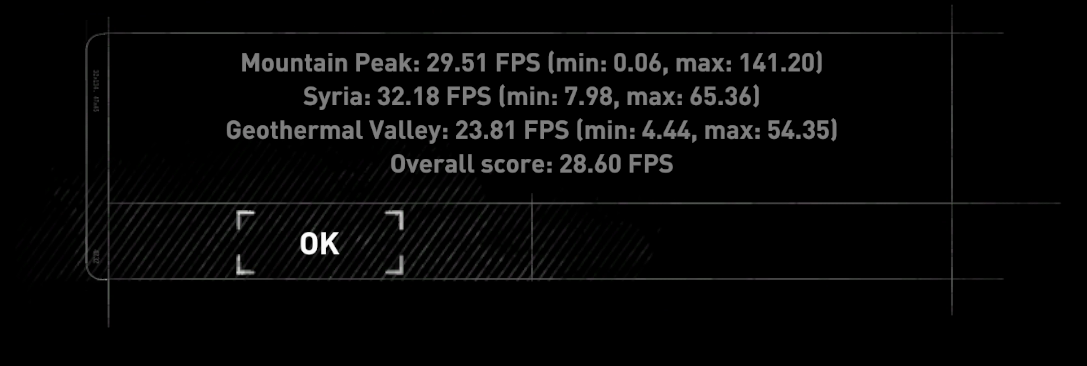 Mountain Peak: 29.51 FPS (min: 0.06, max: 141.20)
Syria: 32.18 FPS (min: 7.98, max: 65.36)
Geothermal Valley: 23.81 FPS (min: 4.44, max: 54.35)
Overall score: 28.60 FPS
OK